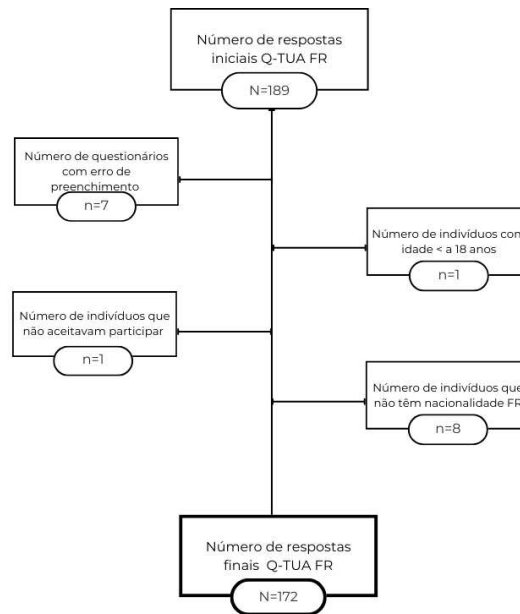 Número de respostas
iniciais Q-TUA FR
N=189
Número de questionários
com erro de
preenchimento
n=7
Número de indivíduos com
idade < a 18 anos
n=1
Número de indivíduos que
não aceitavam participar
n=1
Número de indivíduos que
não têm nacionalidade FR
n=8
Número de respostas
finais Q-TUA FR
N=172